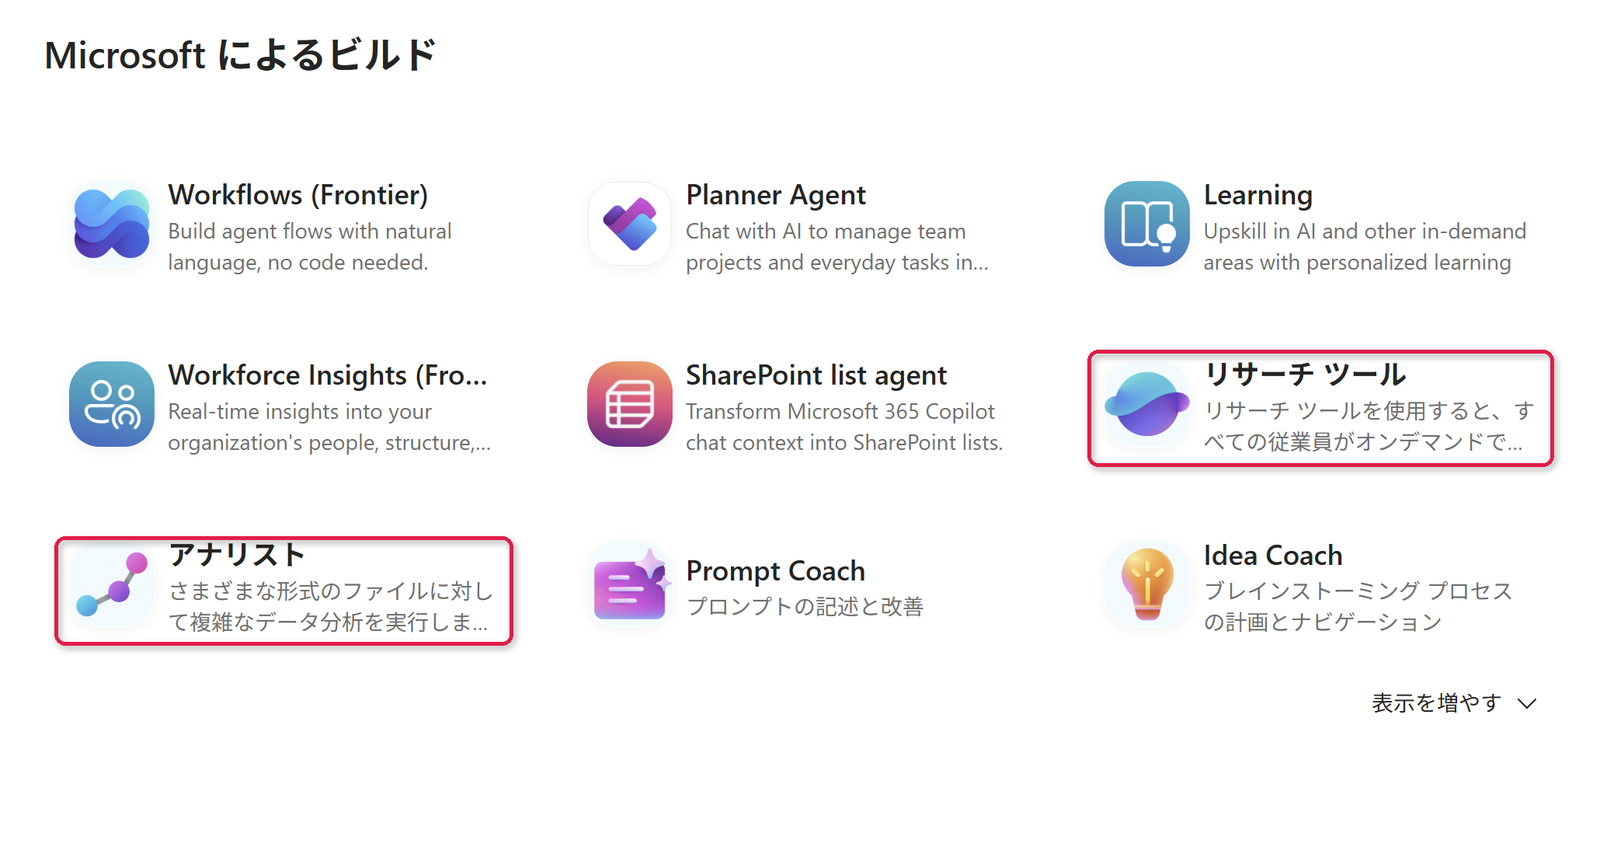 Microsoft によるビルド
Workflows (Frontier)
Build agent flows with natural
language, no code needed.
Planner Agent
Chat with AI to manage team
projects and everyday tasks in...
Learning
Upskill in AI and other in-demand
areas with personalized learning
Workforce Insights (Fro...
Real-time insights into your
organization's people, structure,...
SharePoint list agent
Transform Microsoft 365 Copilot
chat context into SharePoint lists.
リサーチ ツール
リサーチ ツールを使用すると、す
べての従業員がオンデマンドで...
アナリスト
さまざまな形式のファイルに対し
て複雑なデータ分析を実行しま...
Prompt Coach
プロンプトの記述と改善
Idea Coach
ブレインストーミング プロセス
の計画とナビゲーション
表示を増やす